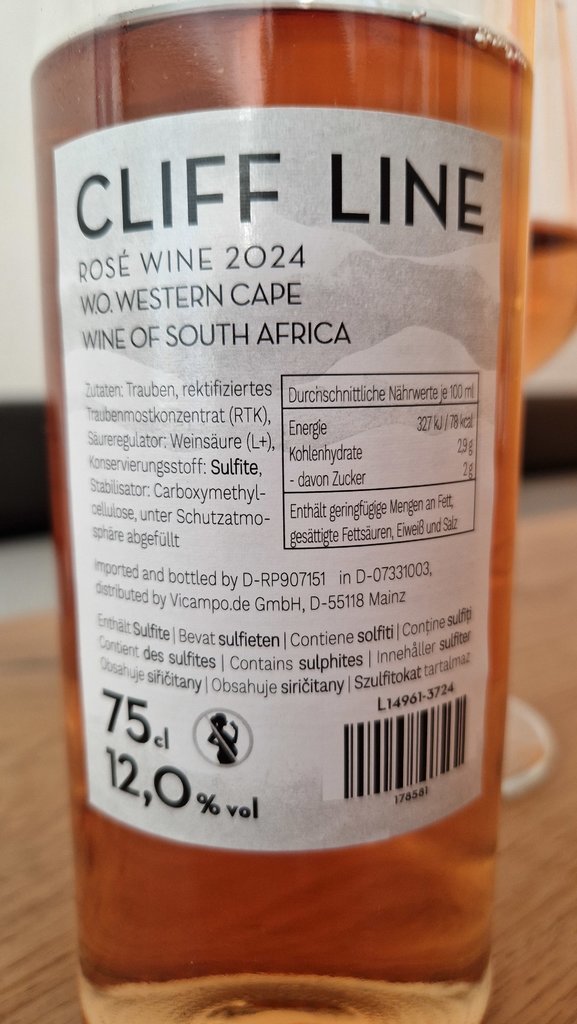 CLIFF LINE
ROSÉ WINE 2024
W.O. WESTERN CAPE
WINE OF SOUTH AFRICA
Zutaten: Trauben, rektifiziertes
Traubenmostkonzentrat (RTK),
Säureregulator: Weinsäure (L+),
Konservierungsstoff: Sulfite,
Stabilisator: Carboxymethyl-
cellulose, unter Schutzatmo-
sphäre abgefüllt
Durchschnittliche Nährwerte je 100 ml
Energie 327 kJ / 78 kcal
Kohlenhydrate 2,9 g
- davon Zucker 2 g
Enthält geringfügige Mengen an Fett,
gesättigte Fettsäuren, Eiweiß und Salz
Imported and bottled by D-RP907151 in D-07331003,
distributed by Vicampo.de GmbH, D-55118 Mainz
Enthält Sulfite | Bevat sulfieten | Contiene solfiti | Conține sulfiți
Contient des sulfites | Contains sulphites | Innehåller sulfiter
Obsahuje siřičitany | Obsahuje siričitany | Szulfitokat tartalmaz
75 cl
12,0 % vol
L14961-3724
178581